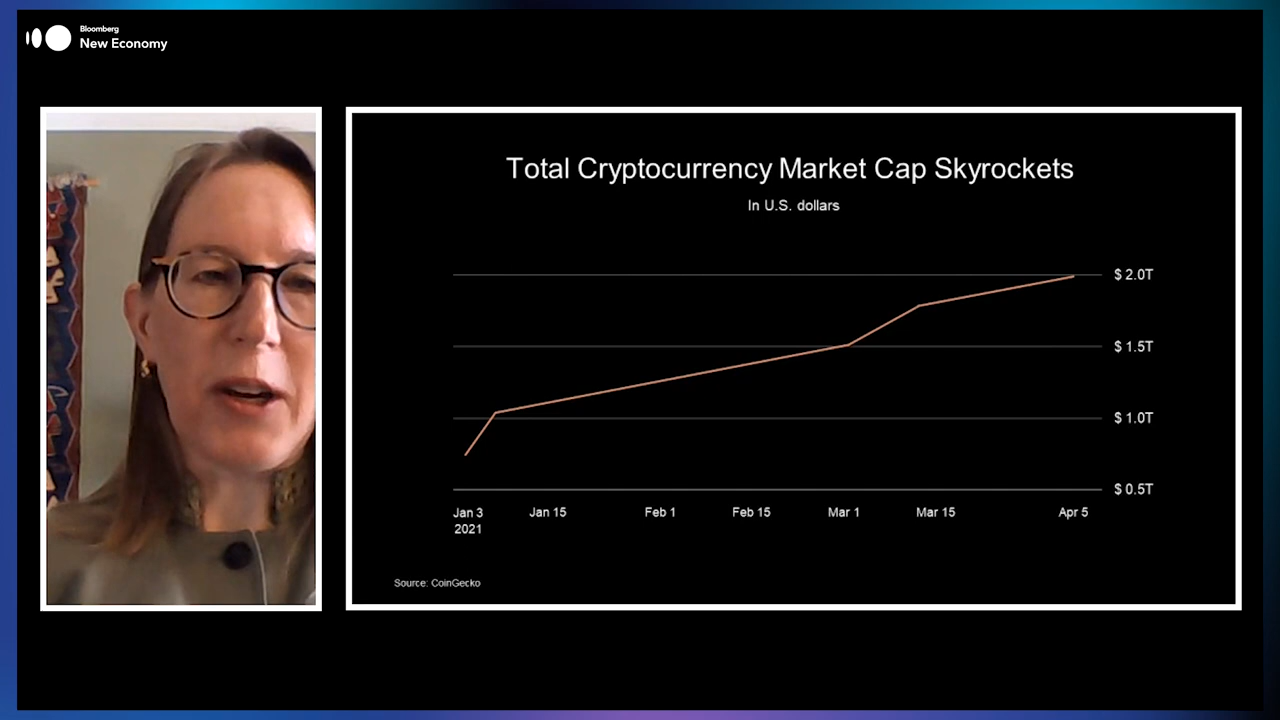 Bloomberg
New Economy
Total Cryptocurrency Market Cap Skyrockets
In U.S. dollars
$ 2.0T
$ 1.5T
$ 1.0T
$ 0.5T
Jan 3 Jan 15 Feb 1 Feb 15 Mar 1 Mar 15 Apr 5
2021
Source: CoinGecko